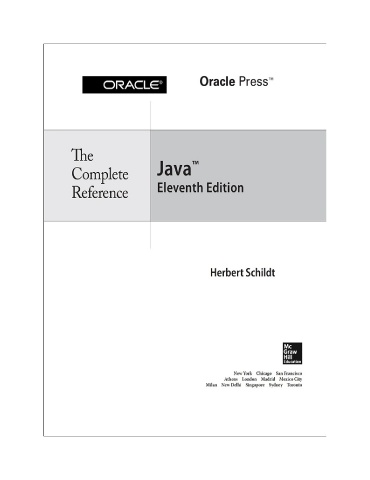 ORACLE®
Oracle Press™
The
Complete
Reference
Java™
Eleventh Edition
Herbert Schildt
Mc
Graw
Hill
Education
New York Chicago San Francisco
Athens London Madrid Mexico City
Milan New Delhi Singapore Sydney Toronto